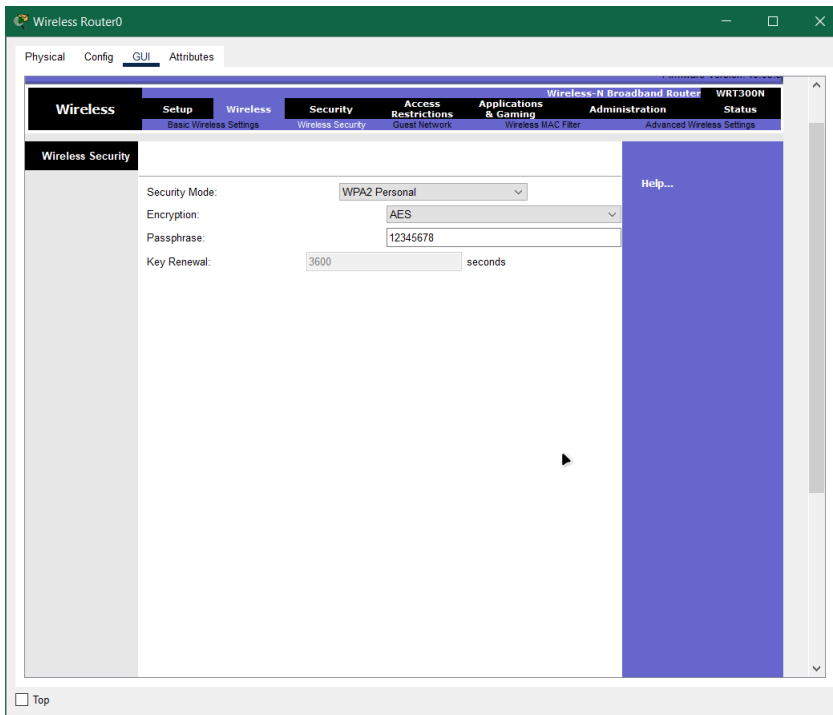 Wireless Router0
Physical Config GUI Attributes
Wireless-N Broadband Router WRT300N
Wireless Setup Wireless Security Access Restrictions Applications & Gaming Administration Status
Basic Wireless Settings Wireless Security Guest Network Wireless MAC Filter Advanced Wireless Settings
Wireless Security
Help...
Security Mode: WPA2 Personal
Encryption: AES
Passphrase: 12345678
Key Renewal: 3600 seconds
Top